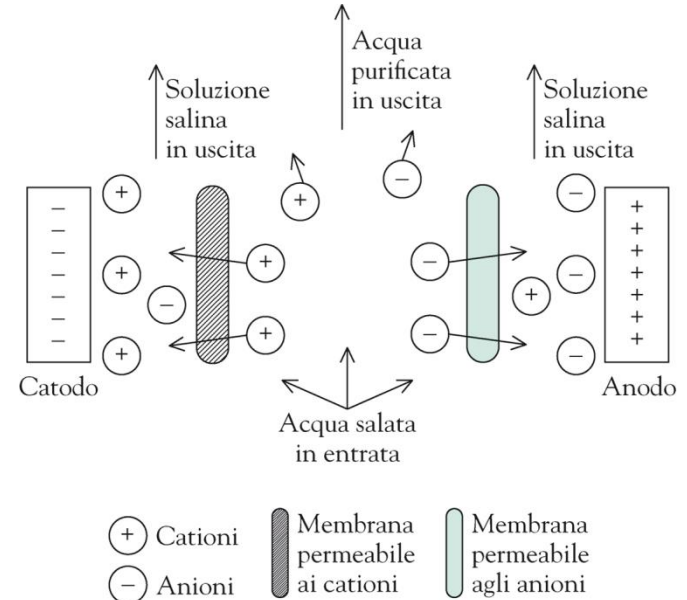 Acqua
purificata
in uscita
Soluzione
salina
in uscita
Soluzione
salina
in uscita
Catodo
Anodo
Acqua salata
in entrata
Cationi
Anioni
Membrana
permeabile
ai cationi
Membrana
permeabile
agli anioni